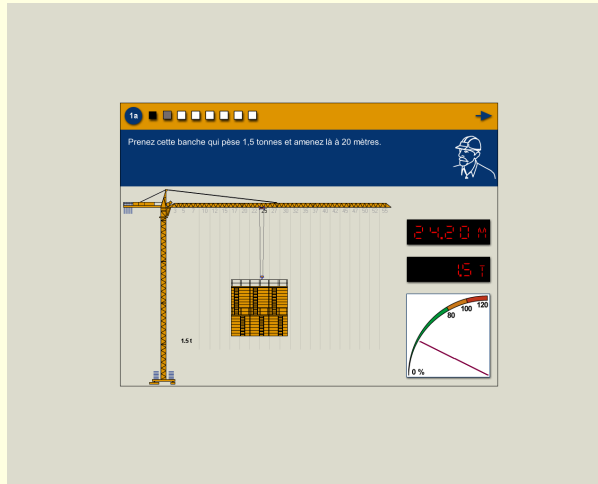 1a
Prenez cette banche qui pèse 1,5 tonnes et amenez là à 20 mètres.
25
24.20 M
1.5 T
1.5 t
80
100
120
0 %